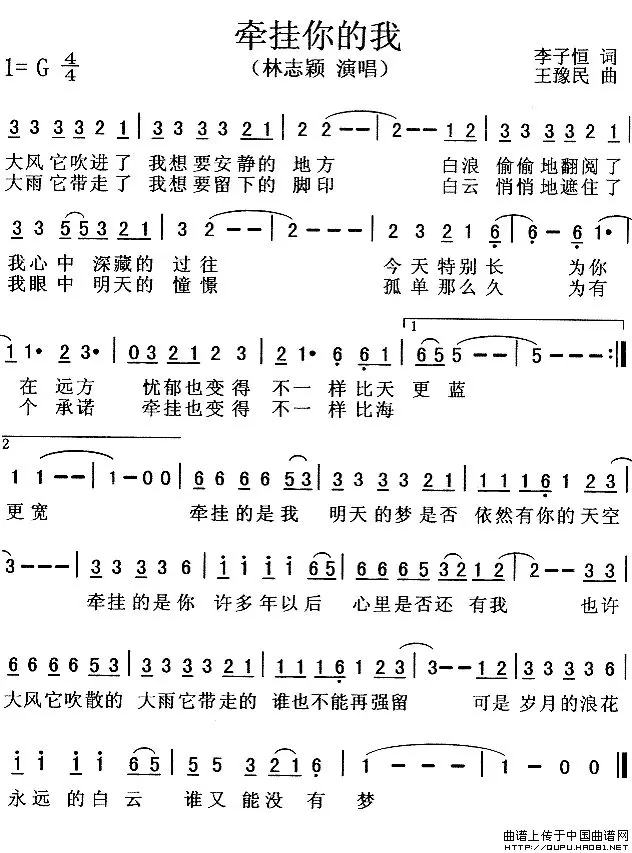 牵挂你的我
1=G 4/4
（林志颖 演唱）
李子恒 词
王豫民 曲
3 3 3 3 2 1 | 3 3 3 3 2 1 | 2 2 - - | 2 - - 1 2 | 3 3 3 3 2 1 |
大风它吹进了 我想要安静的 地方 白浪 偷偷地翻阅了
大雨它带走了 我想要留下的 脚印 白云 悄悄地遮住了
3 3 5 5 3 2 1 | 3 2 - - | 2 - - - | 2 3 2 1 6 | 6 - 6 1· |
我心中 深藏的 过往 今天特别长 为你
我眼中 明天的 憧憬 孤单那么久 为有
1 1· 2 3· | 0 3 2 1 2 3 | 2 1· 6 6 1 | 6 5 5 - - | 5 - - - :|
1
在 远方 忧郁也变得 不一 样比天 更 蓝
个 承诺 牵挂也变得 不一 样比海
2
1 1 - - | 1 - 0 0 | 6 6 6 6 5 3 | 3 3 3 3 2 1 | 1 1 1 6 1 2 3 |
更宽 牵挂的是我 明天的梦是否 依然有你的天空
3 - - - | 3 3 3 3 6 | 1 1 1 1 6 5 | 6 6 6 5 3 2 1 2 | 2 - - 3 3 |
牵挂的是你 许多年以后 心里是否还 有我 也许
6 6 6 6 5 3 | 3 3 3 3 2 1 | 1 1 1 6 1 2 3 | 3 - - 1 2 | 3 3 3 3 6 |
大风它吹散的 大雨它带走的 谁也不能再强留 可是 岁月的浪花
1 1 1 6 5 | 5 5 3 2 1 6 | 1 - - - | 1 - 0 0 ||
永远 的白云 谁又 能没 有 梦
曲谱上传于中国曲谱网
HTTP://QUPU.HAO81.NET